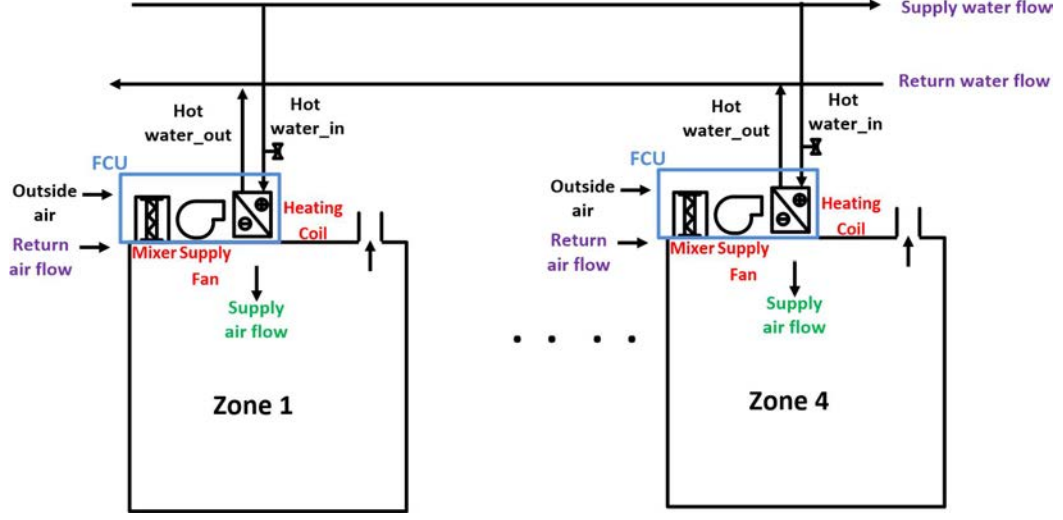 Supply water flow
Return water flow
Hot
water_out
Hot
water_in
FCU
Outside
air
Return
air flow
Heating
Coil
Mixer Supply
Fan
Supply
air flow
Zone 1
Hot
water_out
Hot
water_in
FCU
Outside
air
Return
air flow
Heating
Coil
Mixer Supply
Fan
Supply
air flow
Zone 4